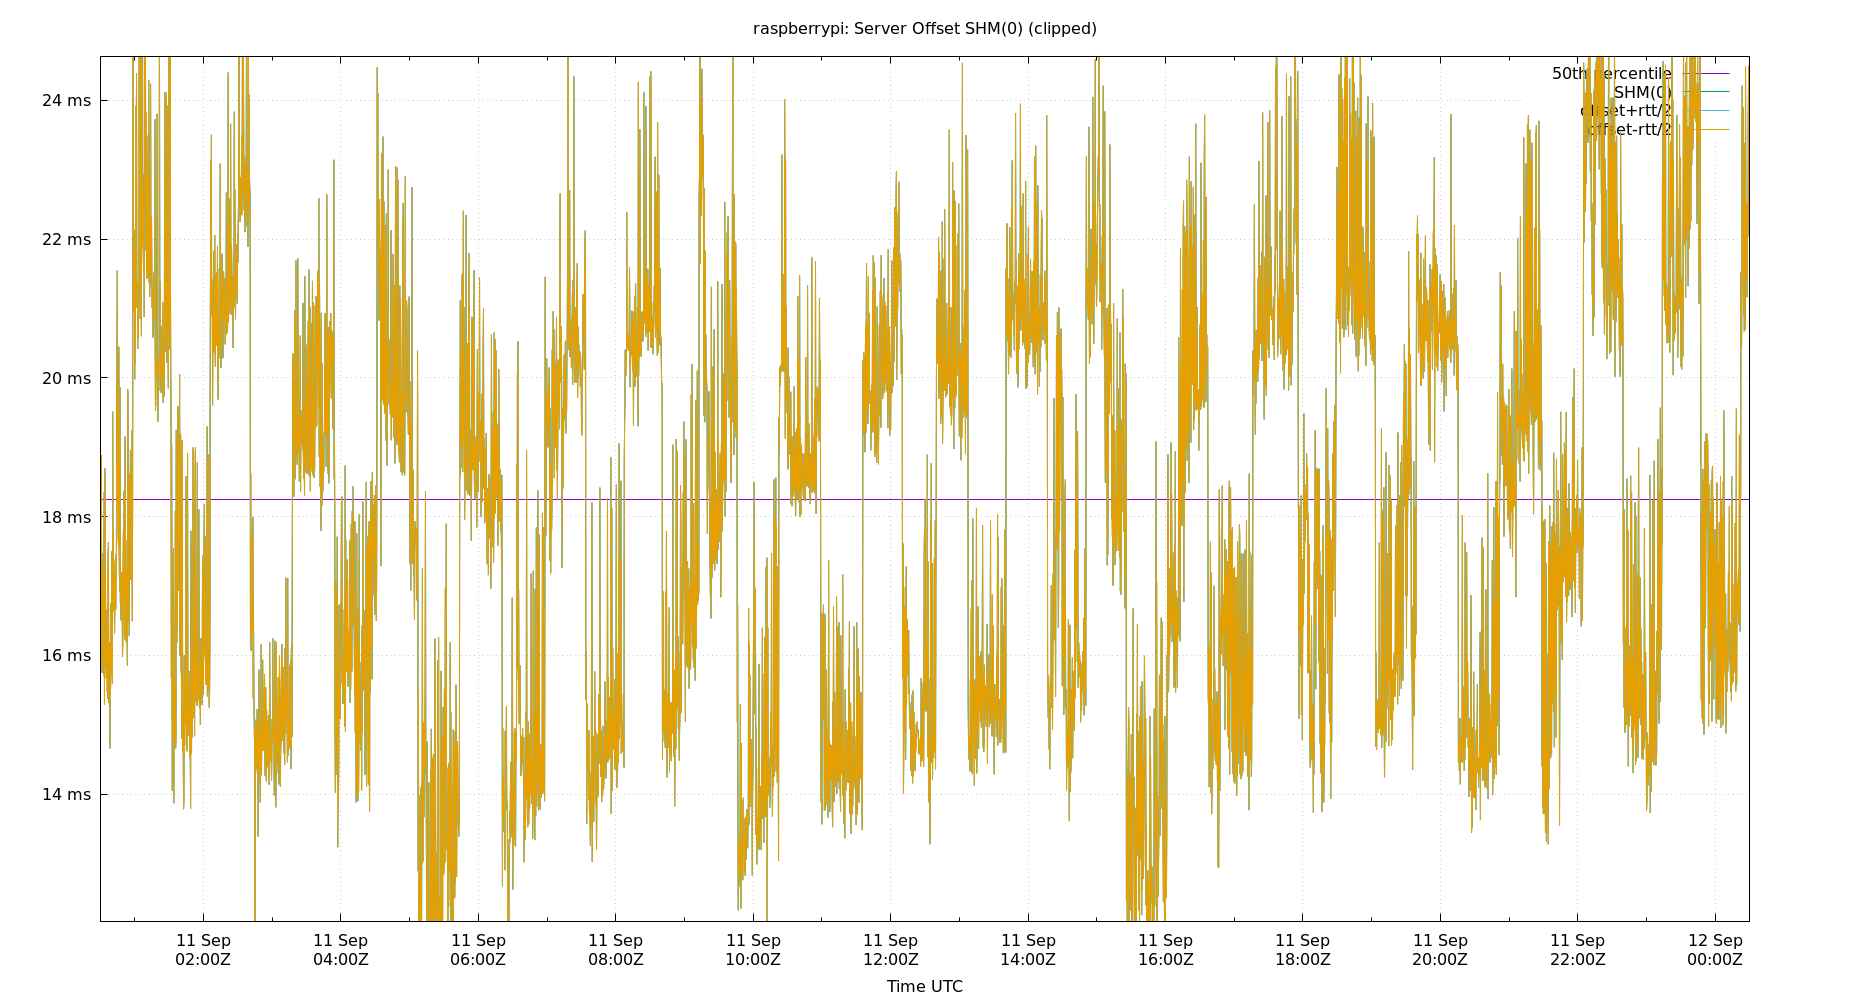 raspberrypi: Server Offset SHM(0) (clipped)
50th percentile
SHM(0)
offset+rtt/2
offset-rtt/2
24 ms
22 ms
20 ms
18 ms
16 ms
14 ms
11 Sep 11 Sep 11 Sep 11 Sep 11 Sep 11 Sep 11 Sep 11 Sep 11 Sep 11 Sep 11 Sep 12 Sep
02:00Z 04:00Z 06:00Z 08:00Z 10:00Z 12:00Z 14:00Z 16:00Z 18:00Z 20:00Z 22:00Z 00:00Z
Time UTC